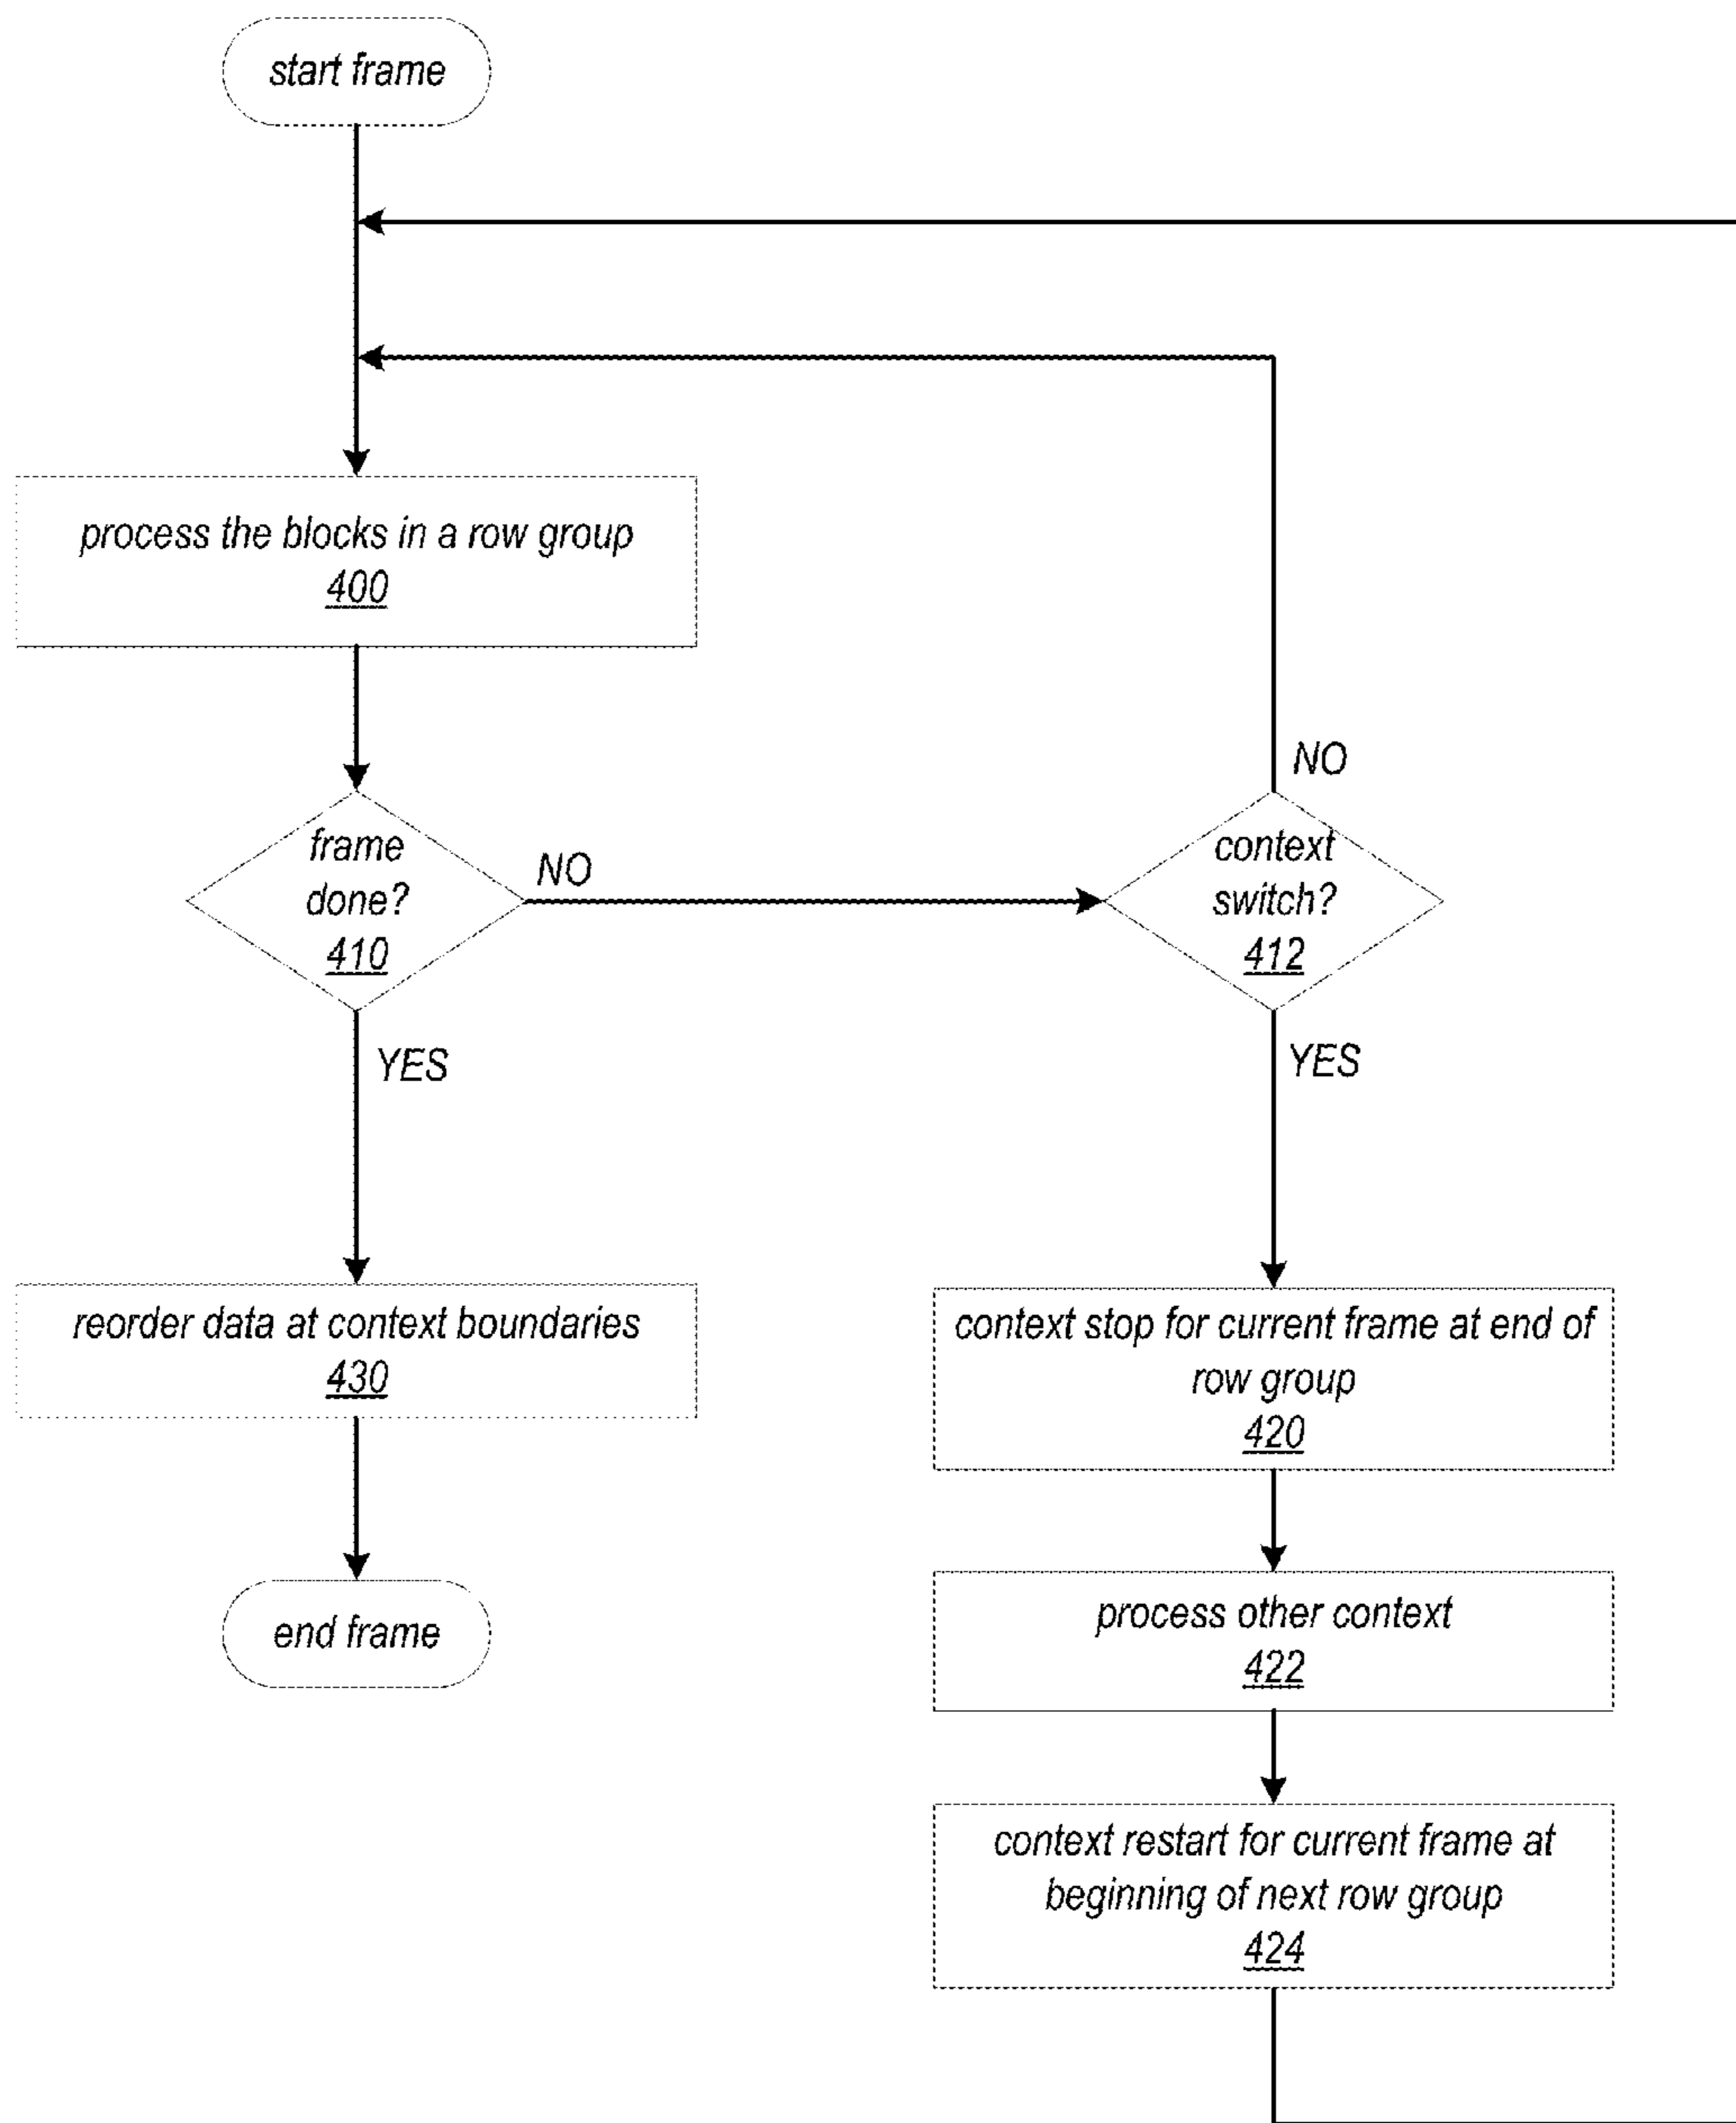 start frame
process the blocks in a row group
400
frame
done?
410
NO
YES
context
switch?
412
NO
YES
reorder data at context boundaries
430
end frame
context stop for current frame at end of
row group
420
process other context
422
context restart for current frame at
beginning of next row group
424